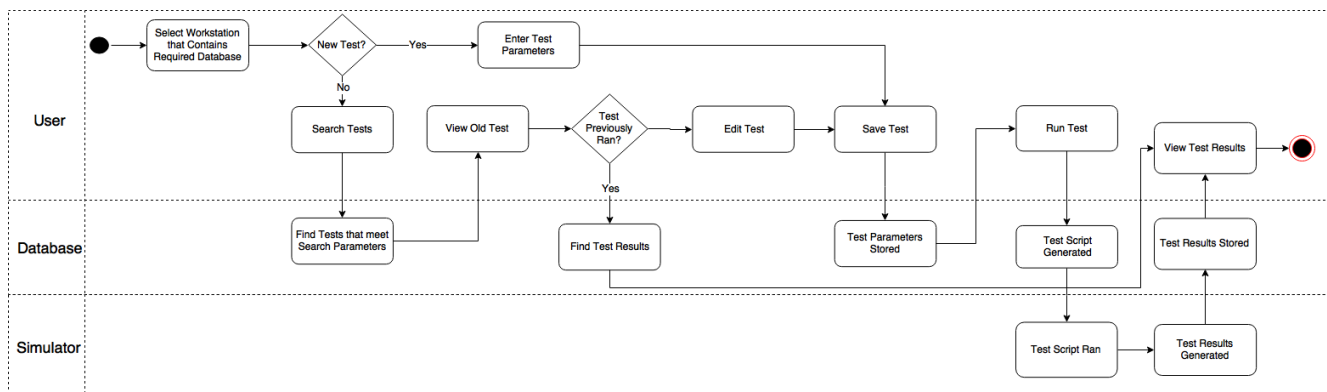 User
Select Workstation
that Contains
Required Database
New Test?
Yes
Enter Test
Parameters
No
Search Tests
View Old Test
Test
Previously
Ran?
Edit Test
Save Test
Run Test
View Test Results
Yes
Database
Find Tests that meet
Search Parameters
Find Test Results
Test Parameters
Stored
Test Script
Generated
Test Results Stored
Simulator
Test Script Ran
Test Results
Generated